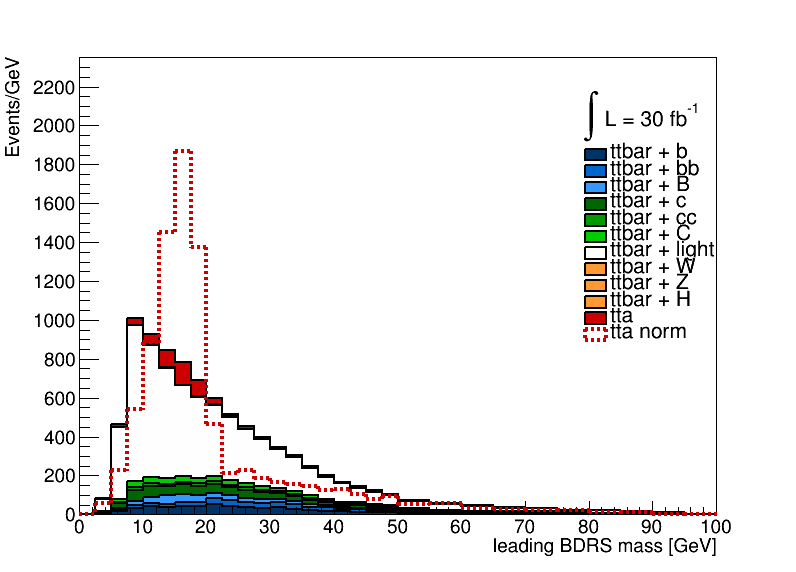 Events/GeV
2200
2000
1800
1600
1400
1200
1000
800
600
400
200
0
∫ L = 30 fb⁻¹
ttbar + b
ttbar + bb
ttbar + B
ttbar + c
ttbar + cc
ttbar + C
ttbar + light
ttbar + W
ttbar + Z
ttbar + H
tta
tta norm
0 10 20 30 40 50 60 70 80 90 100
leading BDRS mass [GeV]